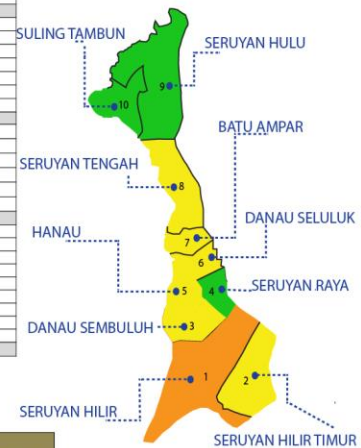 SULING TAMBUN
SERUYAN HULU
9
10
BATU AMPAR
SERUYAN TENGAH
8
DANAU SELULUK
HANAU
7
6
SERUYAN RAYA
5
4
DANAU SEMBULUH
3
1
2
SERUYAN HILIR
SERUYAN HILIR TIMUR